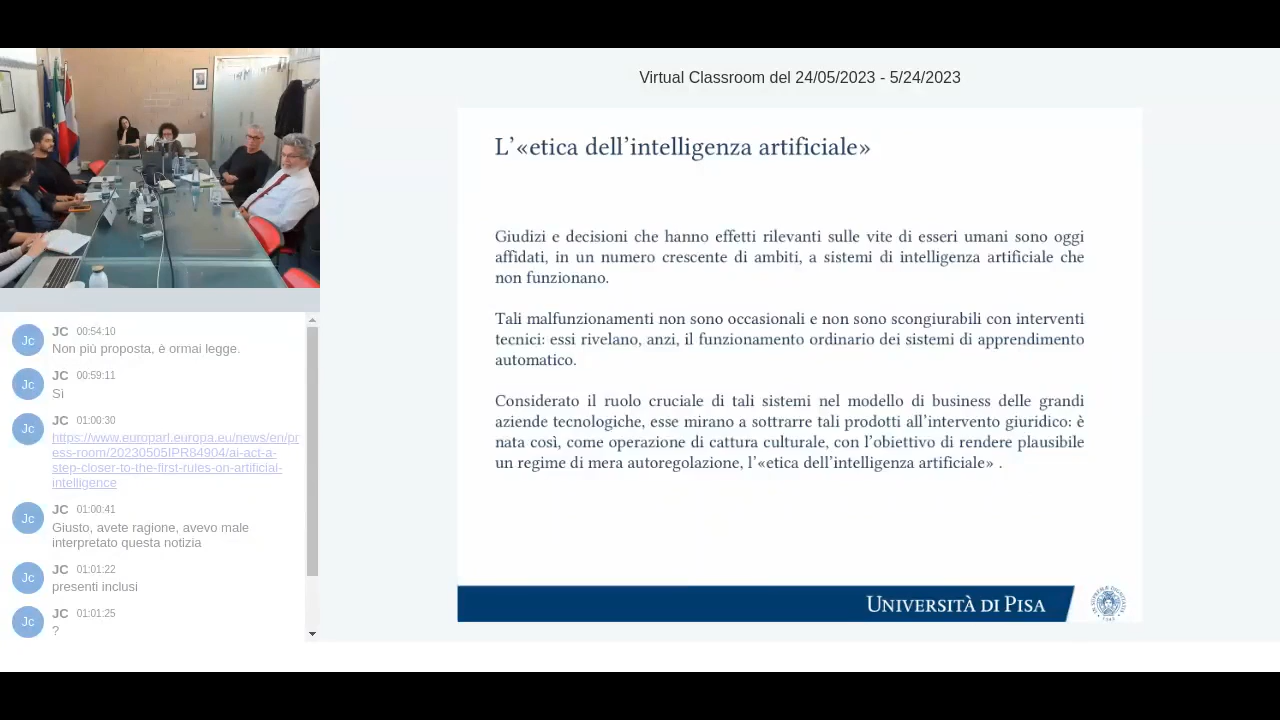 Virtual Classroom del 24/05/2023 - 5/24/2023
L’«etica dell’intelligenza artificiale»
Giudizi e decisioni che hanno effetti rilevanti sulle vite di esseri umani sono oggi
affidati, in un numero crescente di ambiti, a sistemi di intelligenza artificiale che
non funzionano.
Tali malfunzionamenti non sono occasionali e non sono scongiurabili con interventi
tecnici: essi rivelano, anzi, il funzionamento ordinario dei sistemi di apprendimento
automatico.
Considerato il ruolo cruciale di tali sistemi nel modello di business delle grandi
aziende tecnologiche, esse mirano a sottrarre tali prodotti all’intervento giuridico: è
nata così, come operazione di cattura culturale, con l’obiettivo di rendere plausibile
un regime di mera autoregolazione, l’«etica dell’intelligenza artificiale» .
UNIVERSITÀ DI PISA
Jc
JC 00:54:10
Non più proposta, è ormai legge.
Jc
JC 00:59:11
Sì
Jc
JC 01:00:30
https://www.europarl.europa.eu/news/en/pr
ess-room/20230505IPR84904/ai-act-a-
step-closer-to-the-first-rules-on-artificial-
intelligence
Jc
JC 01:00:41
Giusto, avete ragione, avevo male
interpretato questa notizia
Jc
JC 01:01:22
presenti inclusi
Jc
JC 01:01:25
?